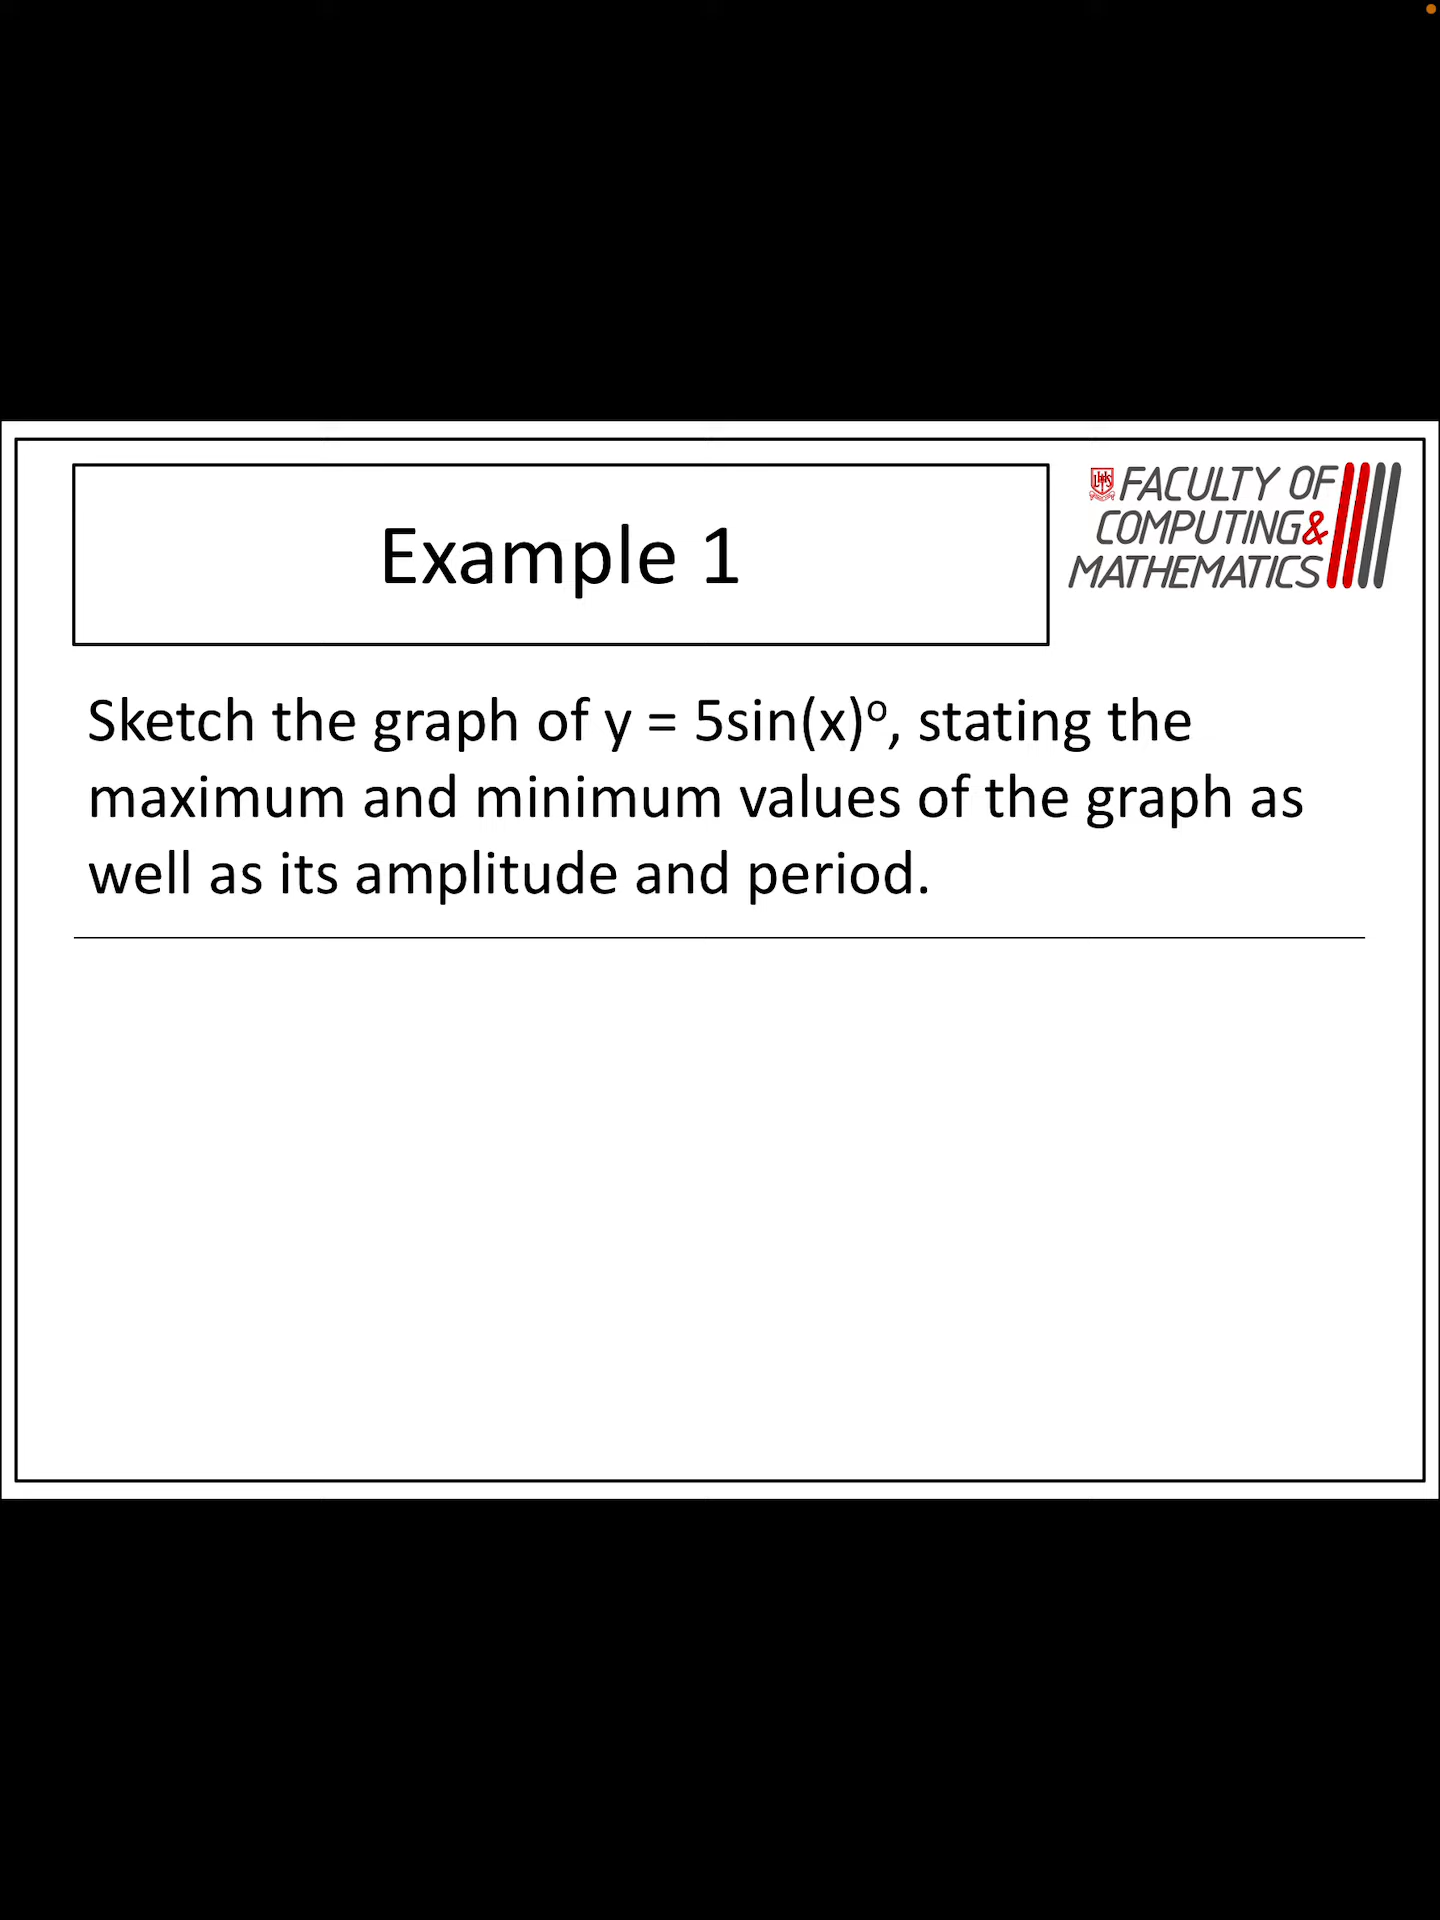 FACULTY OF
COMPUTING&
MATHEMATICS
Example 1
Sketch the graph of y = 5sin(x)º, stating the
maximum and minimum values of the graph as
well as its amplitude and period.